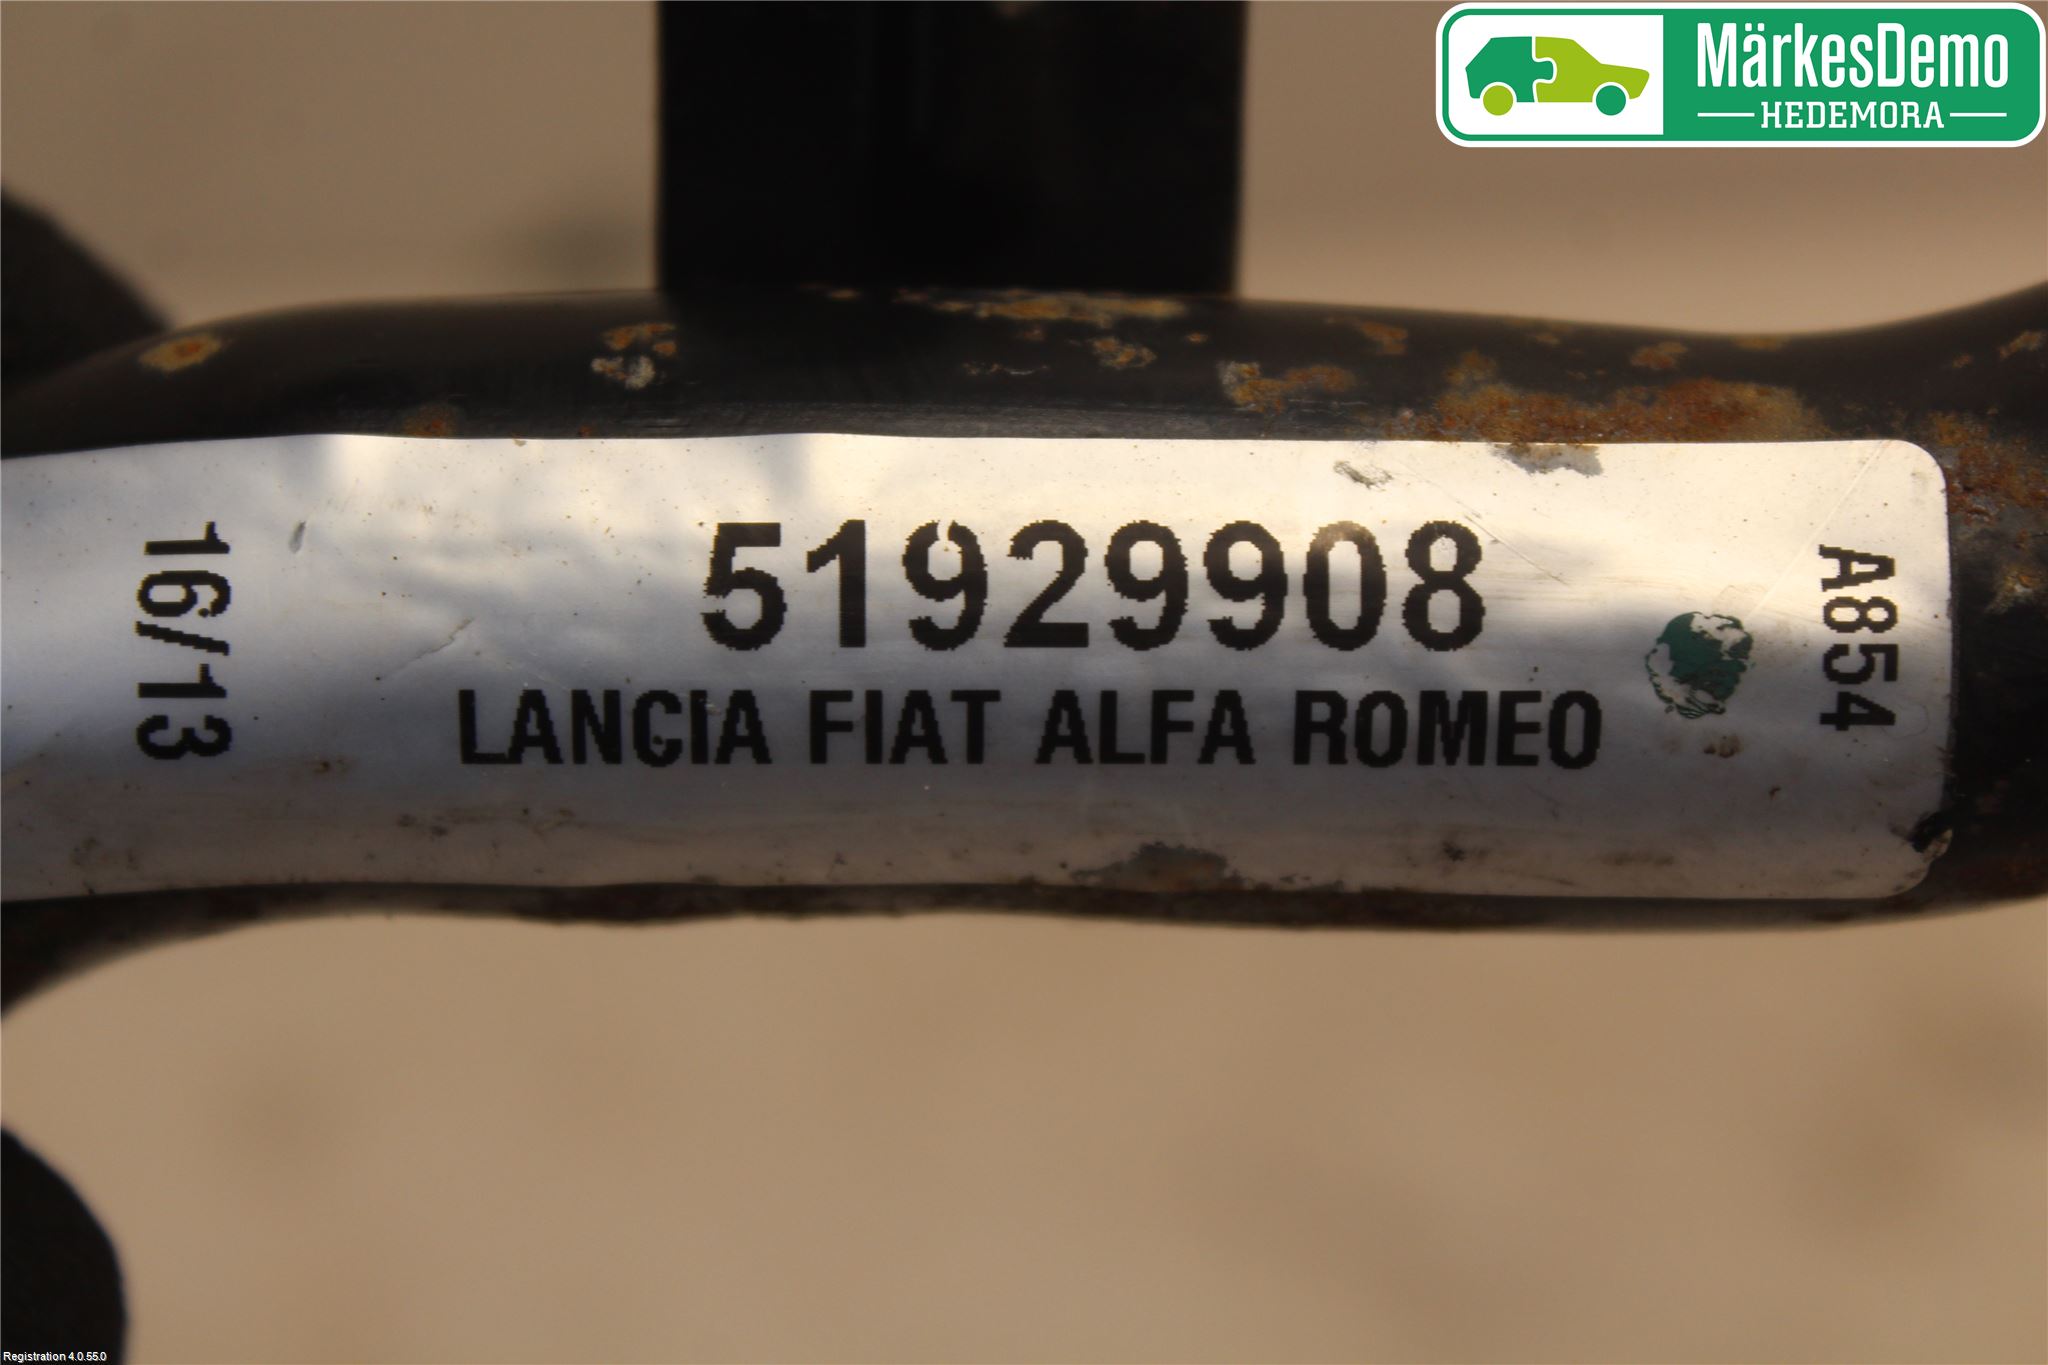 MärkesDemo
HEDEMORA
16/13
51929908
LANCIA FIAT ALFA ROMEO
A854
Registration 4.0.55.0